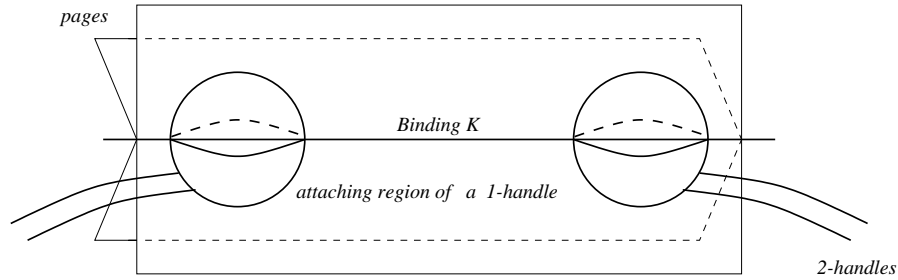 pages
Binding K
attaching region of a 1-handle
2-handles